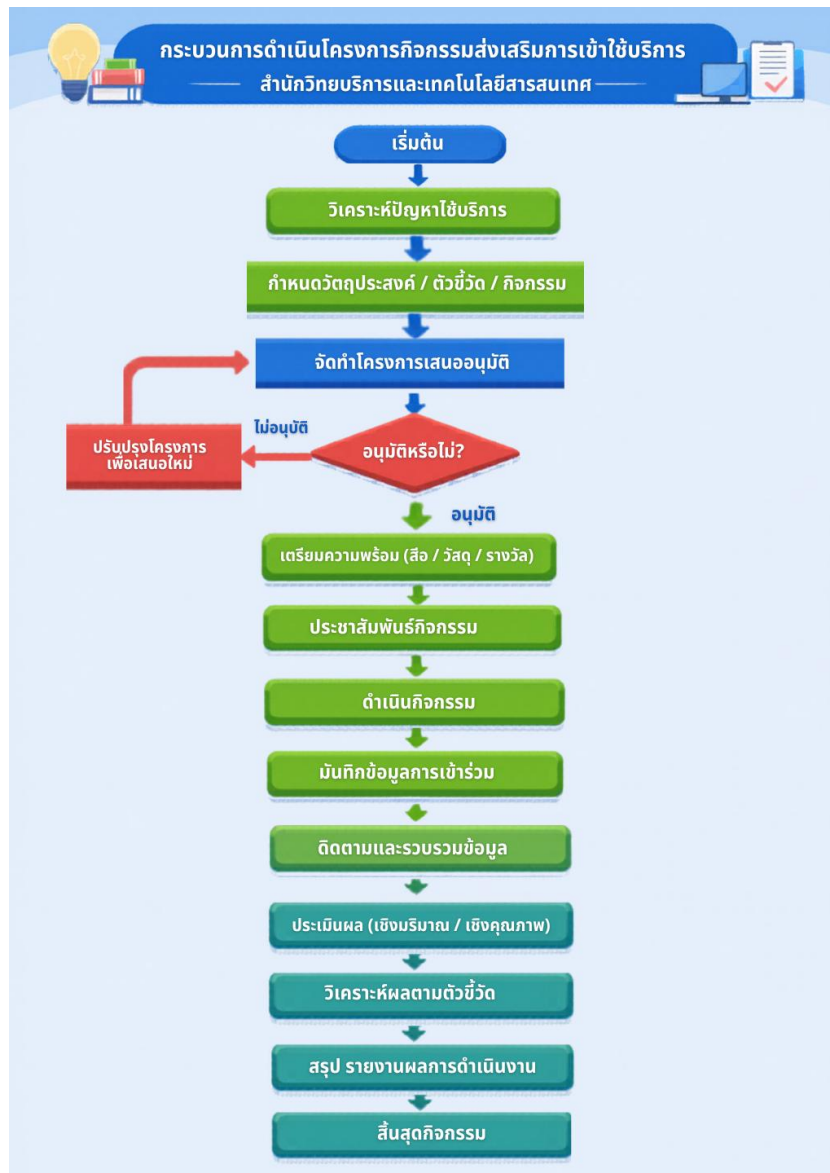 กระบวนการดำเนินโครงการกิจกรรมส่งเสริมการเข้าใช้บริการ
สำนักวิทยบริการและเทคโนโลยีสารสนเทศ
เริ่มต้น
วิเคราะห์ปัญหาใช้บริการ
กำหนดวัตถุประสงค์ / ตัวขี้วัด / กิจกรรม
จัดทำโครงการเสนออนุมัติ
ไม่อนุบัติ
ปรับปรุงโครงการ
เพื่อเสนอใหม่
อนุมัติหรือไม่?
อนุมัติ
เตรียมความพร้อม (สือ / วัสดุ / รางวัล)
ประชาสัมพันธ์กิจกรรม
ดำเนินกิจกรรม
มันทึกข้อมูลการเข้าร่วม
ติดตามและรวบรวมข้อมูล
ประเมินผล (เชิงมริมาณ / เชิงคุณภาพ)
วิเคราะห์ผลตามตัวขี้วัด
สรุป รายงานผลการดำเนินงาน
สิ้นสุดกิจกรรม